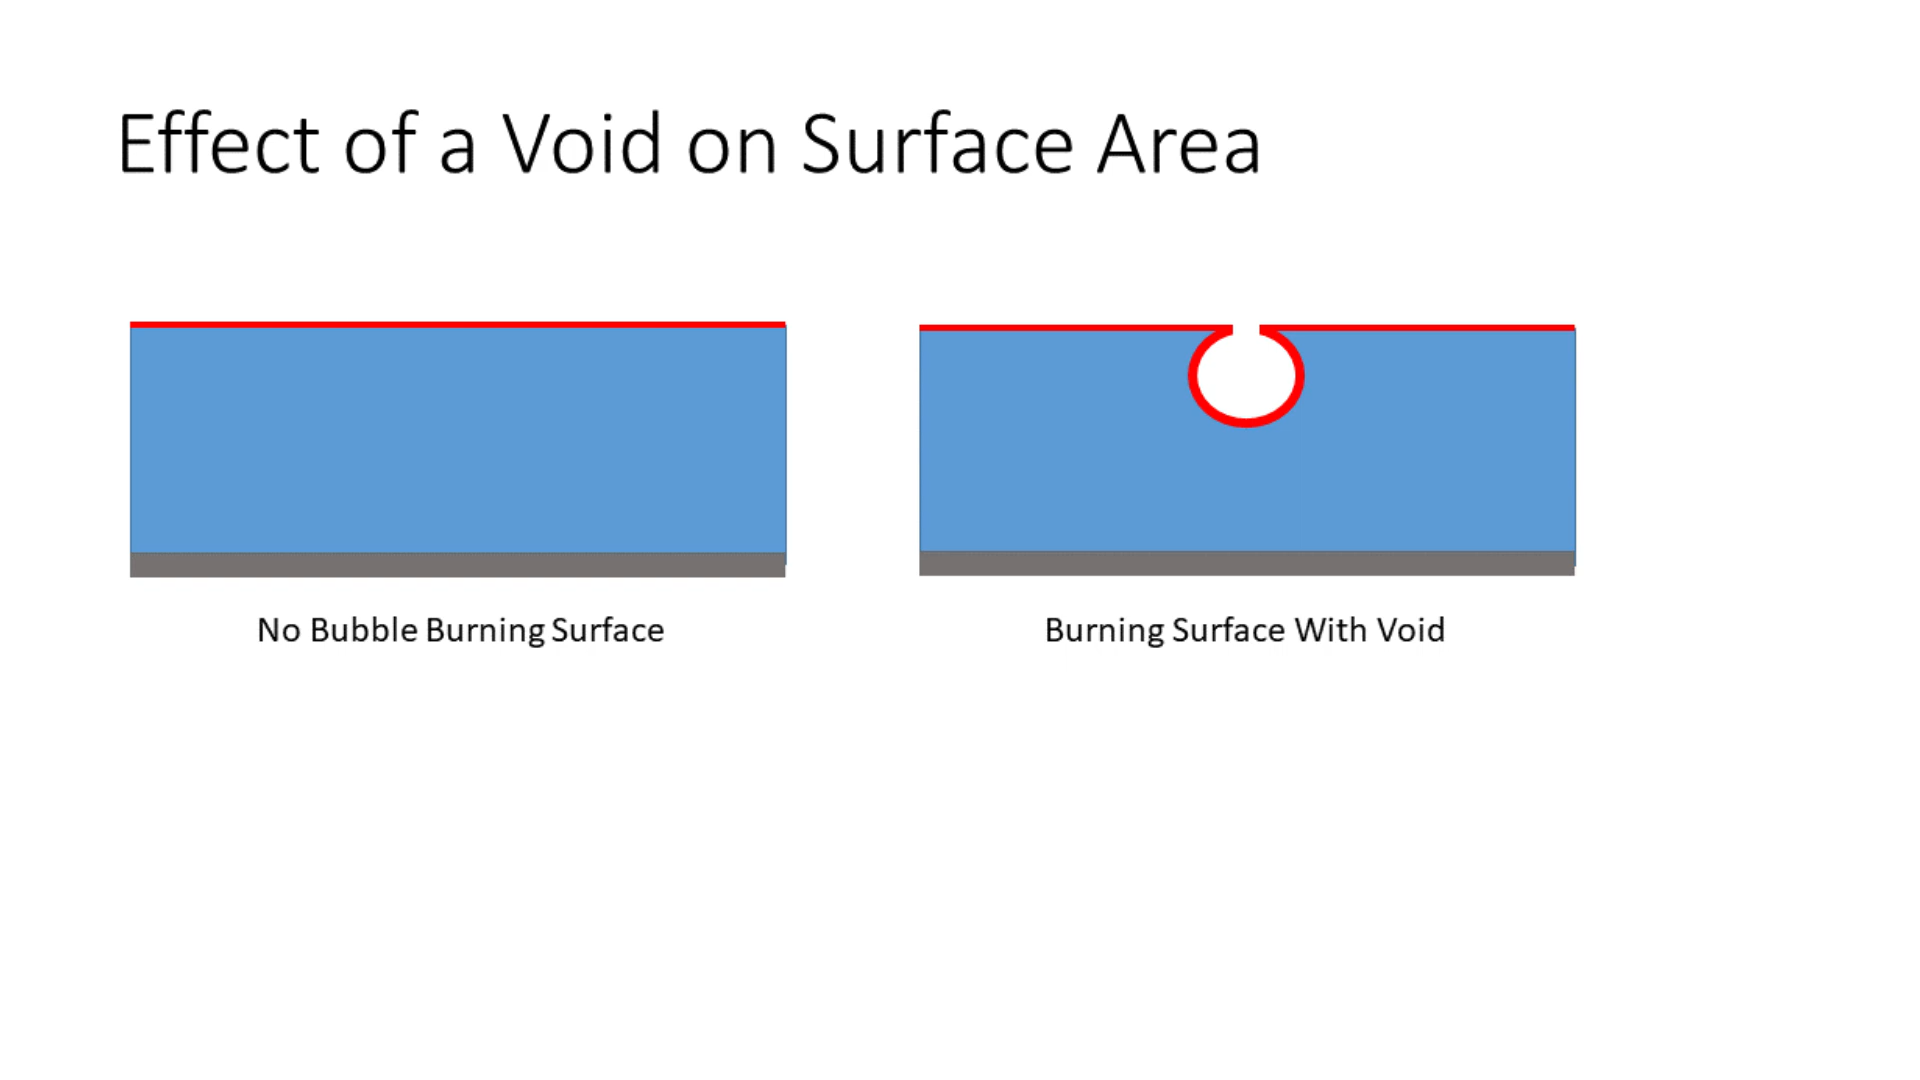 Effect of a Void on Surface Area
No Bubble Burning Surface
Burning Surface With Void